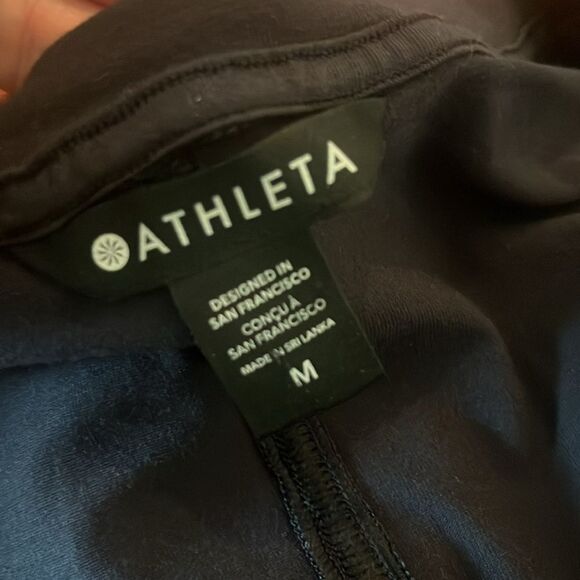 ATHLETA
DESIGNED IN
SAN FRANCISCO
CONÇU À
SAN FRANCISCO
MADE IN SRI LANKA
M